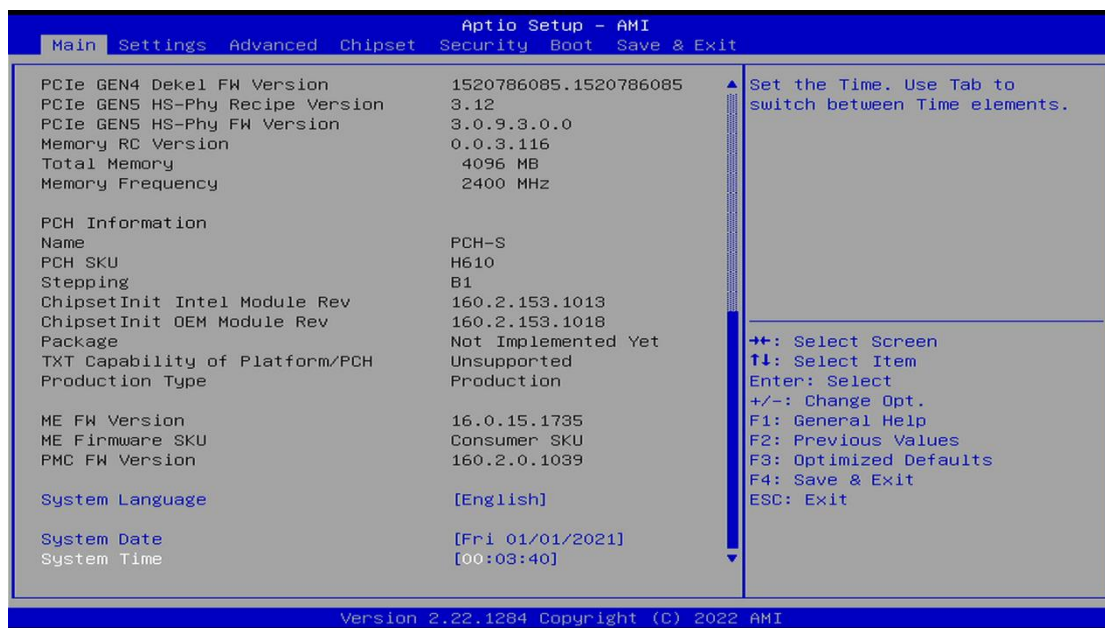 Aptio Setup – AMI
Main Settings Advanced Chipset Security Boot Save & Exit
PCIe GEN4 Dekel FW Version 1520786085.1520786085
PCIe GEN5 HS-Phy Recipe Version 3.12
PCIe GEN5 HS-Phy FW Version 3.0.9.3.0.0
Memory RC Version 0.0.3.116
Total Memory 4096 MB
Memory Frequency 2400 MHz
PCH Information
Name PCH-S
PCH SKU H610
Stepping B1
ChipsetInit Intel Module Rev 160.2.153.1013
ChipsetInit OEM Module Rev 160.2.153.1018
Package Not Implemented Yet
TXT Capability of Platform/PCH Unsupported
Production Type Production
ME FW Version 16.0.15.1735
ME Firmware SKU Consumer SKU
PMC FW Version 160.2.0.1039
System Language [English]
System Date [Fri 01/01/2021]
System Time [00:03:40]
Set the Time. Use Tab to
switch between Time elements.
→←: Select Screen
↑↓: Select Item
Enter: Select
+/-: Change Opt.
F1: General Help
F2: Previous Values
F3: Optimized Defaults
F4: Save & Exit
ESC: Exit
Version 2.22.1284 Copyright (C) 2022 AMI